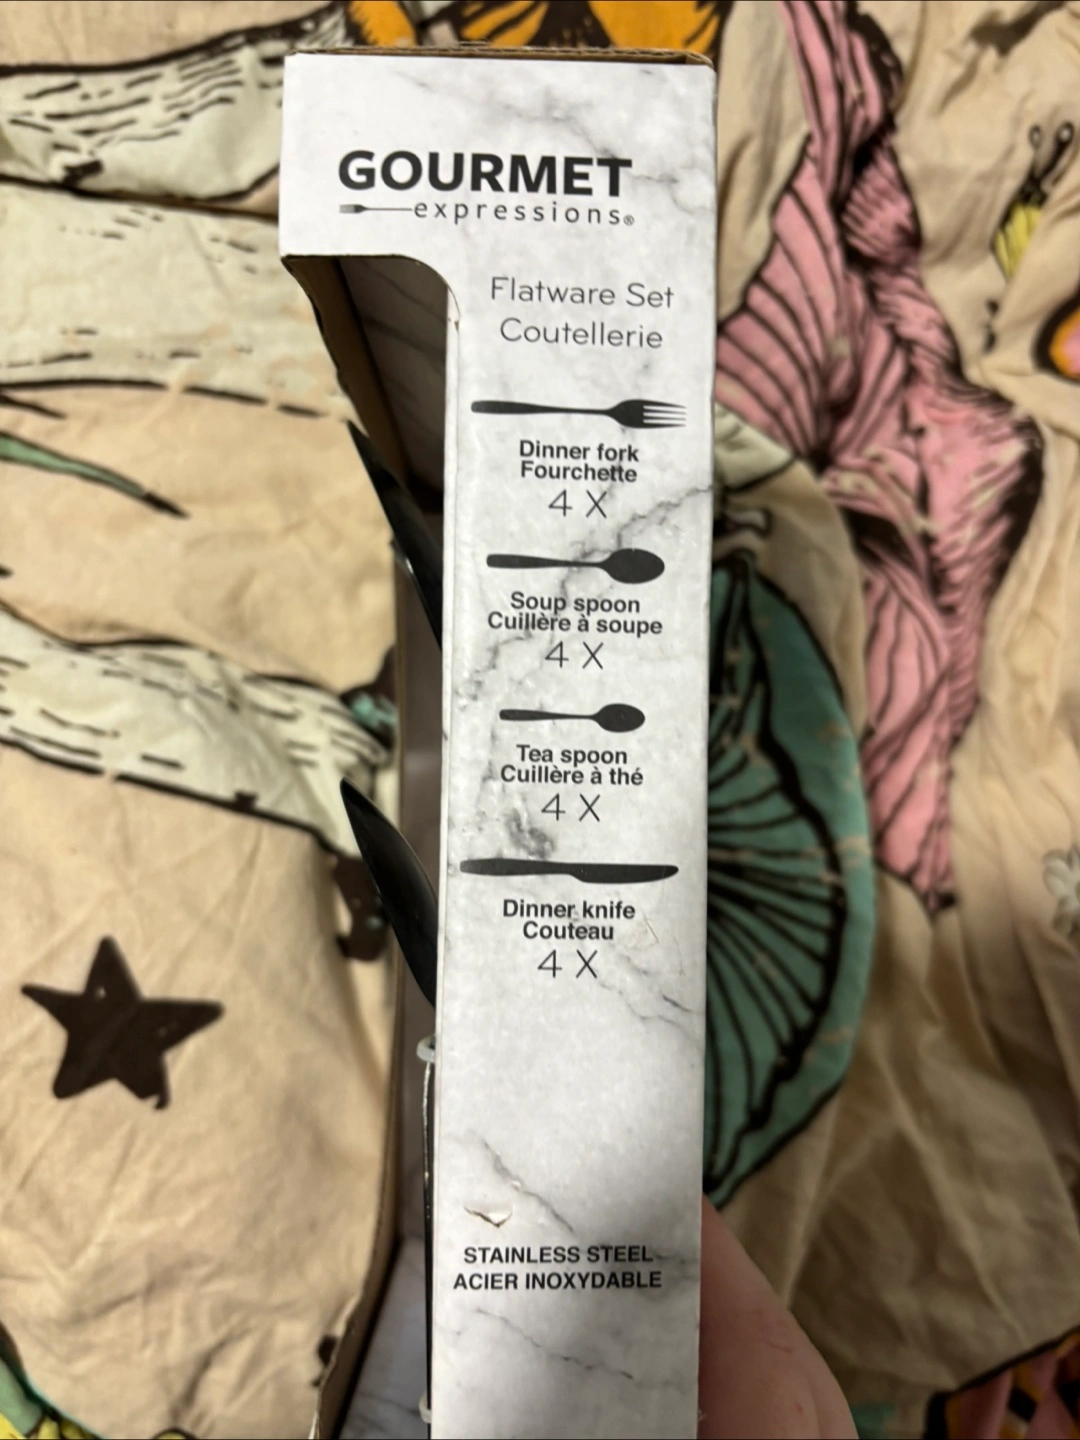 GOURMET
expressions®
Flatware Set
Coutellerie
Dinner fork
Fourchette
4 X
Soup spoon
Cuillère à soupe
4 X
Tea spoon
Cuillère à thé
4 X
Dinner knife
Couteau
4 X
STAINLESS STEEL
ACIER INOXYDABLE